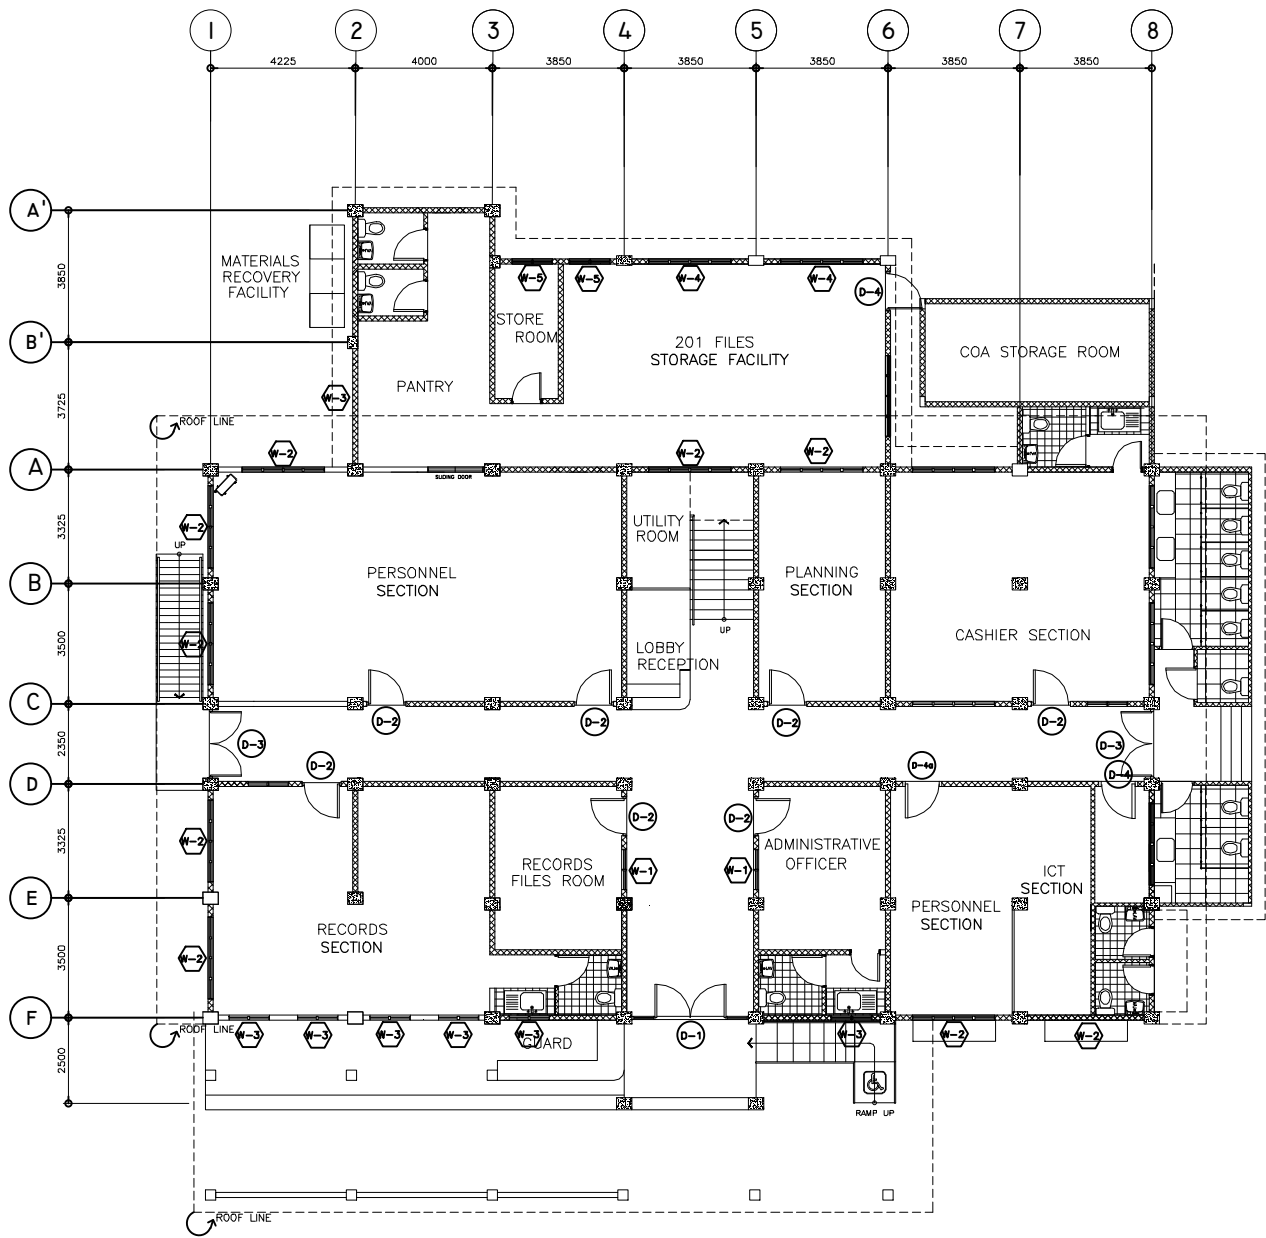 1 2 3 4 5 6 7 8
4225 4000 3850 3850 3850 3850 3850
A'
3850
B'
3725
A
3325
B
3500
C
2350
D
3325
E
3500
F
2500
MATERIALS
RECOVERY
FACILITY
W-5 W-5 W-4 W-4
D-4
STORE
ROOM
201 FILES
STORAGE FACILITY
COA STORAGE ROOM
PANTRY
W-3
ROOF LINE
W-2 W-2 W-2
SLIDING DOOR
W-2
UP
UTILITY
ROOM
PERSONNEL
SECTION
PLANNING
SECTION
UP
CASHIER SECTION
W-2
LOBBY
RECEPTION
D-2 D-2 D-2 D-2
D-3 D-3
D-2 D-4a D-4
D-2 D-2
W-2
ADMINISTRATIVE
OFFICER
RECORDS
FILES ROOM
W-1 W-1
ICT
SECTION
PERSONNEL
SECTION
RECORDS
SECTION
W-2
ROOF LINE
W-3 W-3 W-3 W-3 W-3 D-1 W-3 W-2 W-2
GUARD
RAMP UP
ROOF LINE